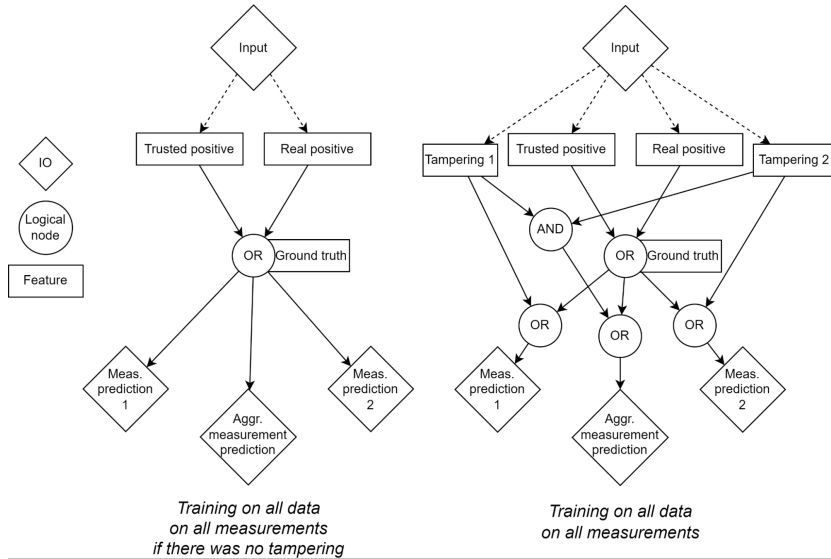 Input
Trusted positive
Real positive
OR
Ground truth
Meas.
prediction
1
Aggr.
measurement
prediction
Meas.
prediction
2
Training on all data
on all measurements
if there was no tampering
IO
Logical
node
Feature
Input
Tampering 1
Trusted positive
Real positive
Tampering 2
AND
OR
Ground truth
OR
OR
OR
Meas.
prediction
1
Aggr.
measurement
prediction
Meas.
prediction
2
Training on all data
on all measurements